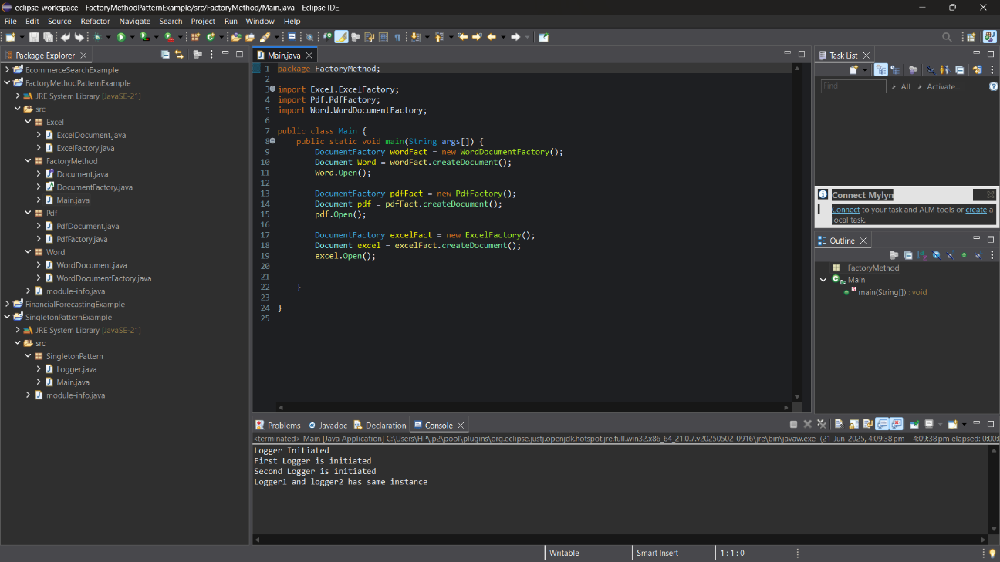 eclipse-workspace - FactoryMethodPatternExample/src/FactoryMethod/Main.java - Eclipse IDE
File Edit Source Refactor Navigate Search Project Run Window Help
Package Explorer
EcommerceSearchExample
FactoryMethodPatternExample
JRE System Library [JavaSE-21]
src
Excel
ExcelDocument.java
ExcelFactory.java
FactoryMethod
Document.java
DocumentFactory.java
Main.java
Pdf
PdfDocument.java
PdfFactory.java
Word
WordDocument.java
WordDocumentFactory.java
module-info.java
FinancialForecastingExample
SingletonPatternExample
JRE System Library [JavaSE-21]
src
SingletonPattern
Logger.java
Main.java
module-info.java
Main.java
1 package FactoryMethod;
2
3 import Excel.ExcelFactory;
4 import Pdf.PdfFactory;
5 import Word.WordDocumentFactory;
6
7 public class Main {
8 public static void main(String args[]) {
9 DocumentFactory wordFact = new WordDocumentFactory();
10 Document Word = wordFact.createDocument();
11 Word.Open();
12
13 DocumentFactory pdfFact = new PdfFactory();
14 Document pdf = pdfFact.createDocument();
15 pdf.Open();
16
17 DocumentFactory excelFact = new ExcelFactory();
18 Document excel = excelFact.createDocument();
19 excel.Open();
20
21
22 }
23
24 }
25
Task List
Find All Activate...
Connect Mylyn
Connect to your task and ALM tools or create a
local task.
Outline
FactoryMethod
Main
main(String[]) : void
Problems Javadoc Declaration Console
<terminated> Main [Java Application] C:\Users\HP\.p2\pool\plugins\org.eclipse.justj.openjdk.hotspot.jre.full.win32.x86_64_21.0.7.v20250502-0916\jre\bin\javaw.exe (21-Jun-2025, 4:09:38 pm – 4:09:38 pm elapsed: 0:00:0
Logger Initiated
First Logger is initiated
Second Logger is initiated
Logger1 and logger2 has same instance
Writable Smart Insert 1 : 1 : 0